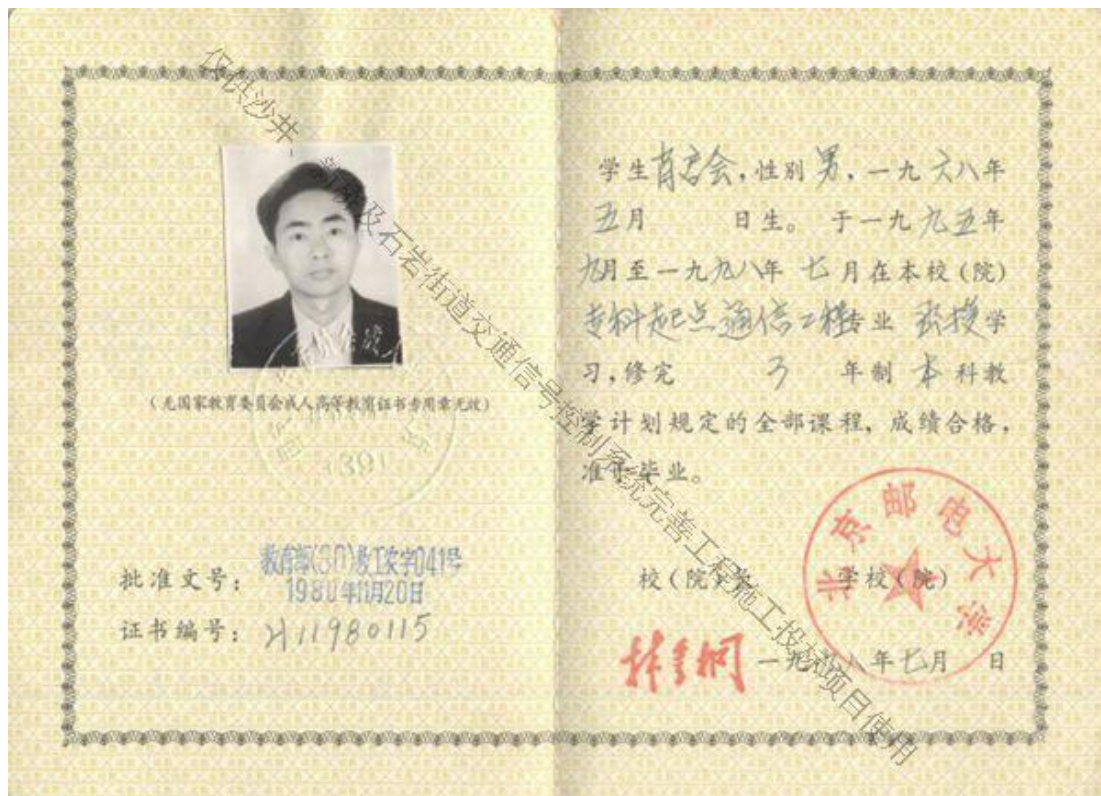 (无国家教育委员会成人高等教育证书专用章无效)
批准文号:教育部(80)教工农字041号
1980年11月20日
证书编号:H11980115
学生肖启会,性别男,一九六八年
五月 日生。于一九九五年
九月至一九九八年七月在本校(院)
专科起点通信工程专业函授学
习,修完 3 年制本科教
学计划规定的全部课程,成绩合格,
准予毕业。
校(院)长 学校(院)
北京邮电大学
一九九八年七月 日
仅供沙井、及石岩街道交通信号控制系统完善工程施工投标项目使用